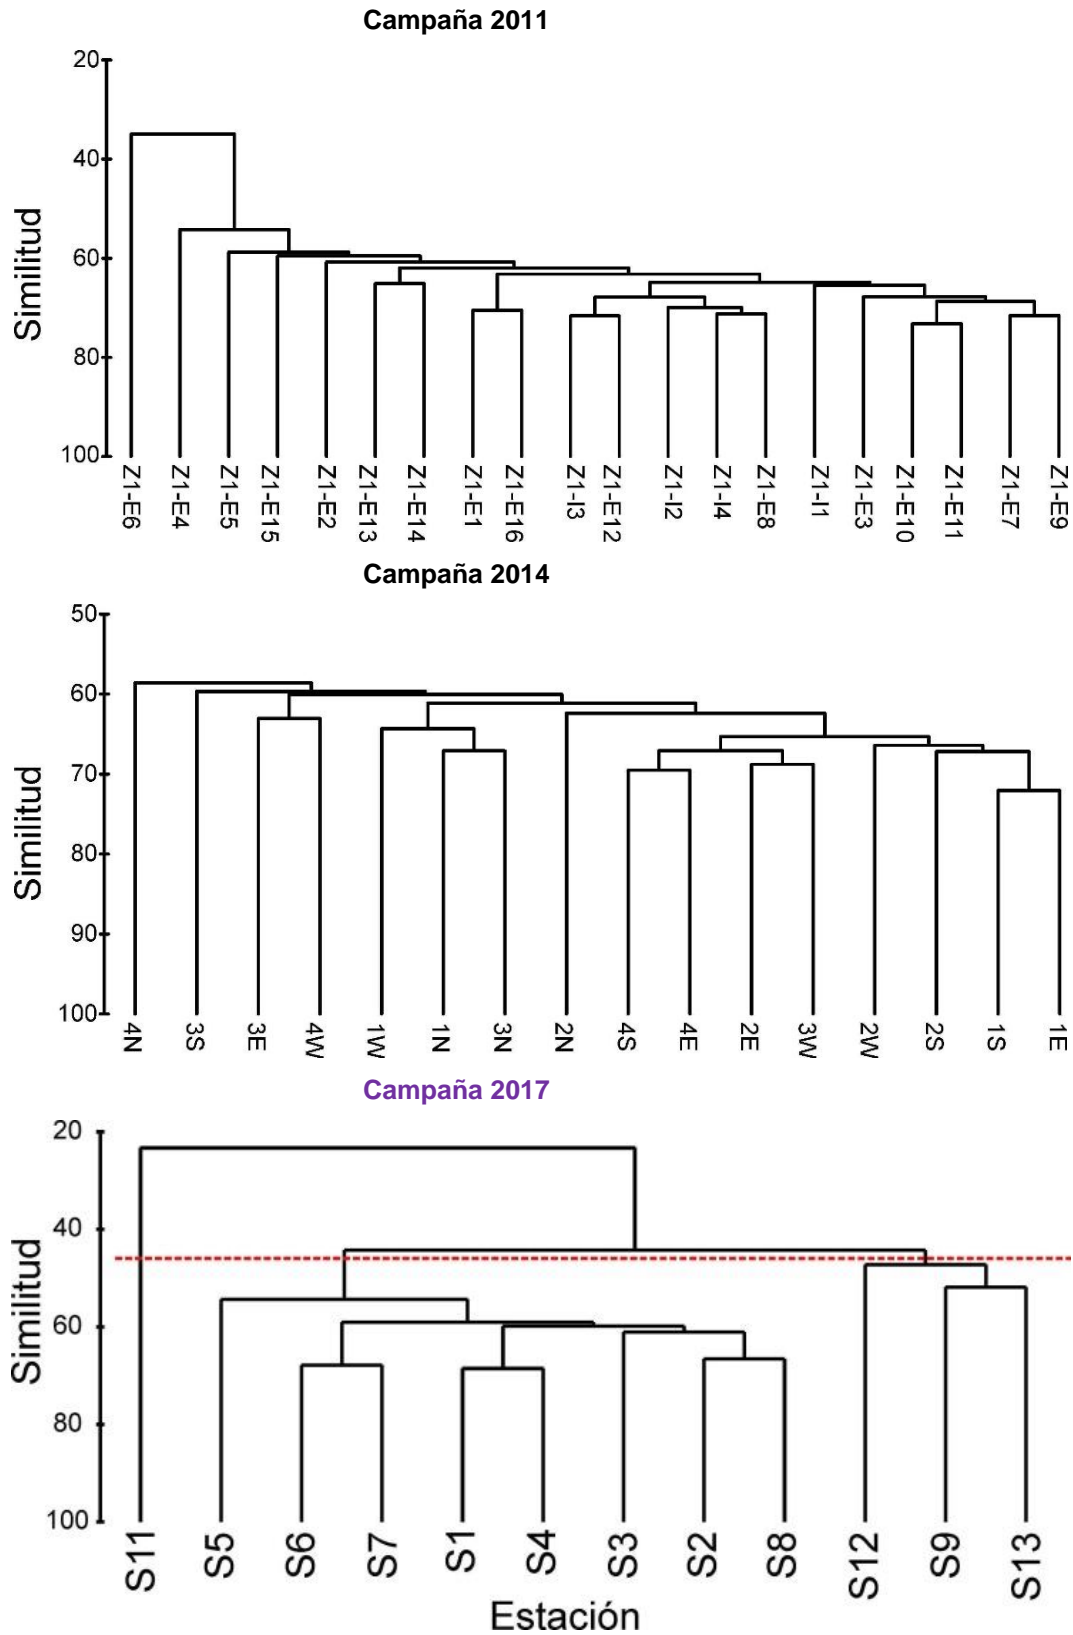 Campaña 2011
20
40
60
80
100
Similitud
Z1-E6
Z1-E4
Z1-E5
Z1-E15
Z1-E2
Z1-E13
Z1-E14
Z1-E1
Z1-E16
Z1-I3
Z1-E12
Z1-I2
Z1-I4
Z1-E8
Z1-I1
Z1-E3
Z1-E10
Z1-E11
Z1-E7
Z1-E9
Campaña 2014
50
60
70
80
90
100
Similitud
4N
3S
3E
4W
1W
1N
3N
2N
4S
4E
2E
3W
2W
2S
1S
1E
Campaña 2017
20
40
60
80
100
Similitud
S11
S5
S6
S7
S1
S4
S3
S2
S8
S12
S9
S13
Estación